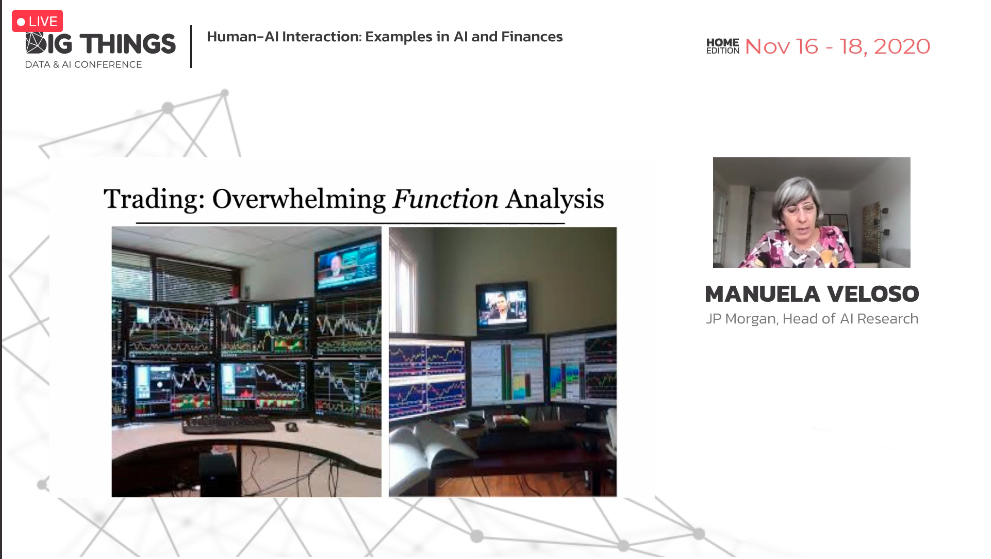 LIVE
BIG THINGS
DATA & AI CONFERENCE
Human-AI Interaction: Examples in AI and Finances
HOME
EDITION
Nov 16 - 18, 2020
Trading: Overwhelming Function Analysis
MANUELA VELOSO
JP Morgan, Head of AI Research